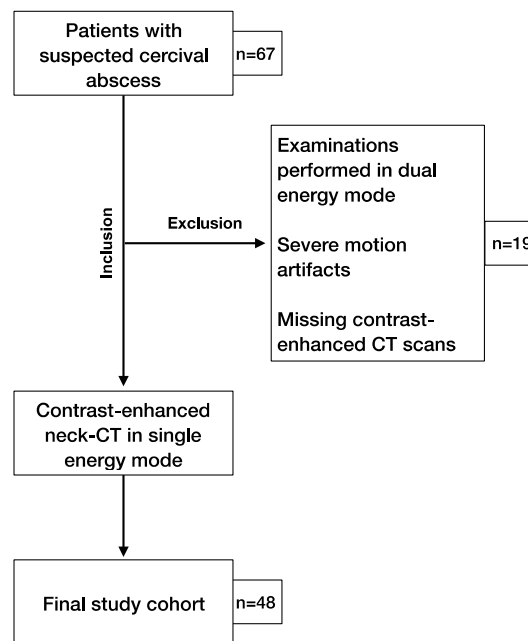 Patients with
suspected cercival
abscess
n=67
Examinations
performed in dual
energy mode
Severe motion
artifacts
Missing contrast-
enhanced CT scans
n=19
Exclusion
Inclusion
Contrast-enhanced
neck-CT in single
energy mode
Final study cohort
n=48